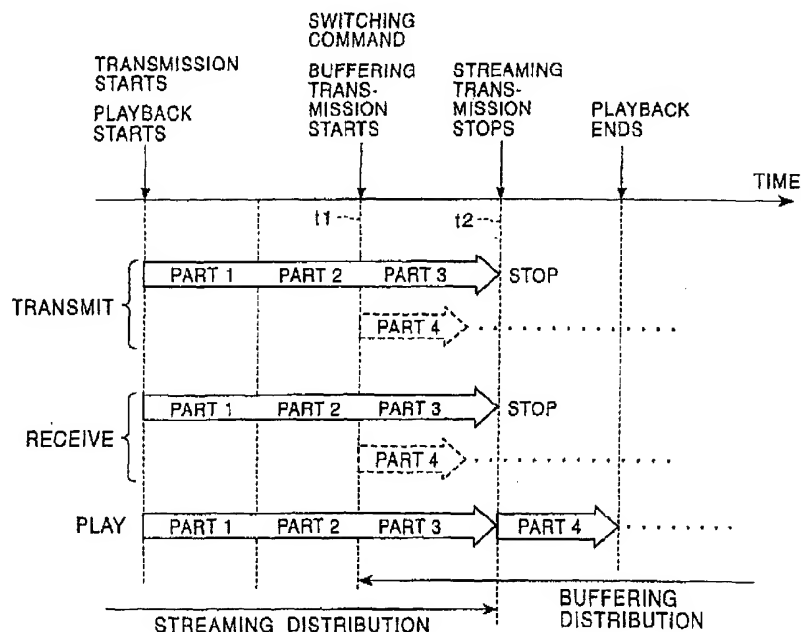 SWITCHING
COMMAND
TRANSMISSION
STARTS
PLAYBACK
STARTS
BUFFERING
TRANS-
MISSION
STARTS
STREAMING
TRANS-
MISSION
STOPS
PLAYBACK
ENDS
TIME
t1
t2
TRANSMIT
PART 1 PART 2 PART 3 STOP
PART 4
RECEIVE
PART 1 PART 2 PART 3 STOP
PART 4
PLAY PART 1 PART 2 PART 3 PART 4
STREAMING DISTRIBUTION
BUFFERING
DISTRIBUTION